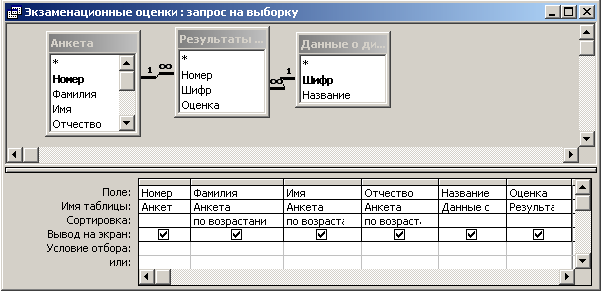 Экзаменационные оценки : запрос на выборку
Анкета
*
Номер
Фамилия
Имя
Отчество
1 ∞
Результаты ...
*
Номер
Шифр
Оценка
∞ 1
Данные о ди...
*
Шифр
Название
Поле: Номер Фамилия Имя Отчество Название Оценка
Имя таблицы: Анкет Анкета Анкета Анкета Данные о Результа
Сортировка: по возрастани по возраста по возраста
Вывод на экран:
Условие отбора:
или: